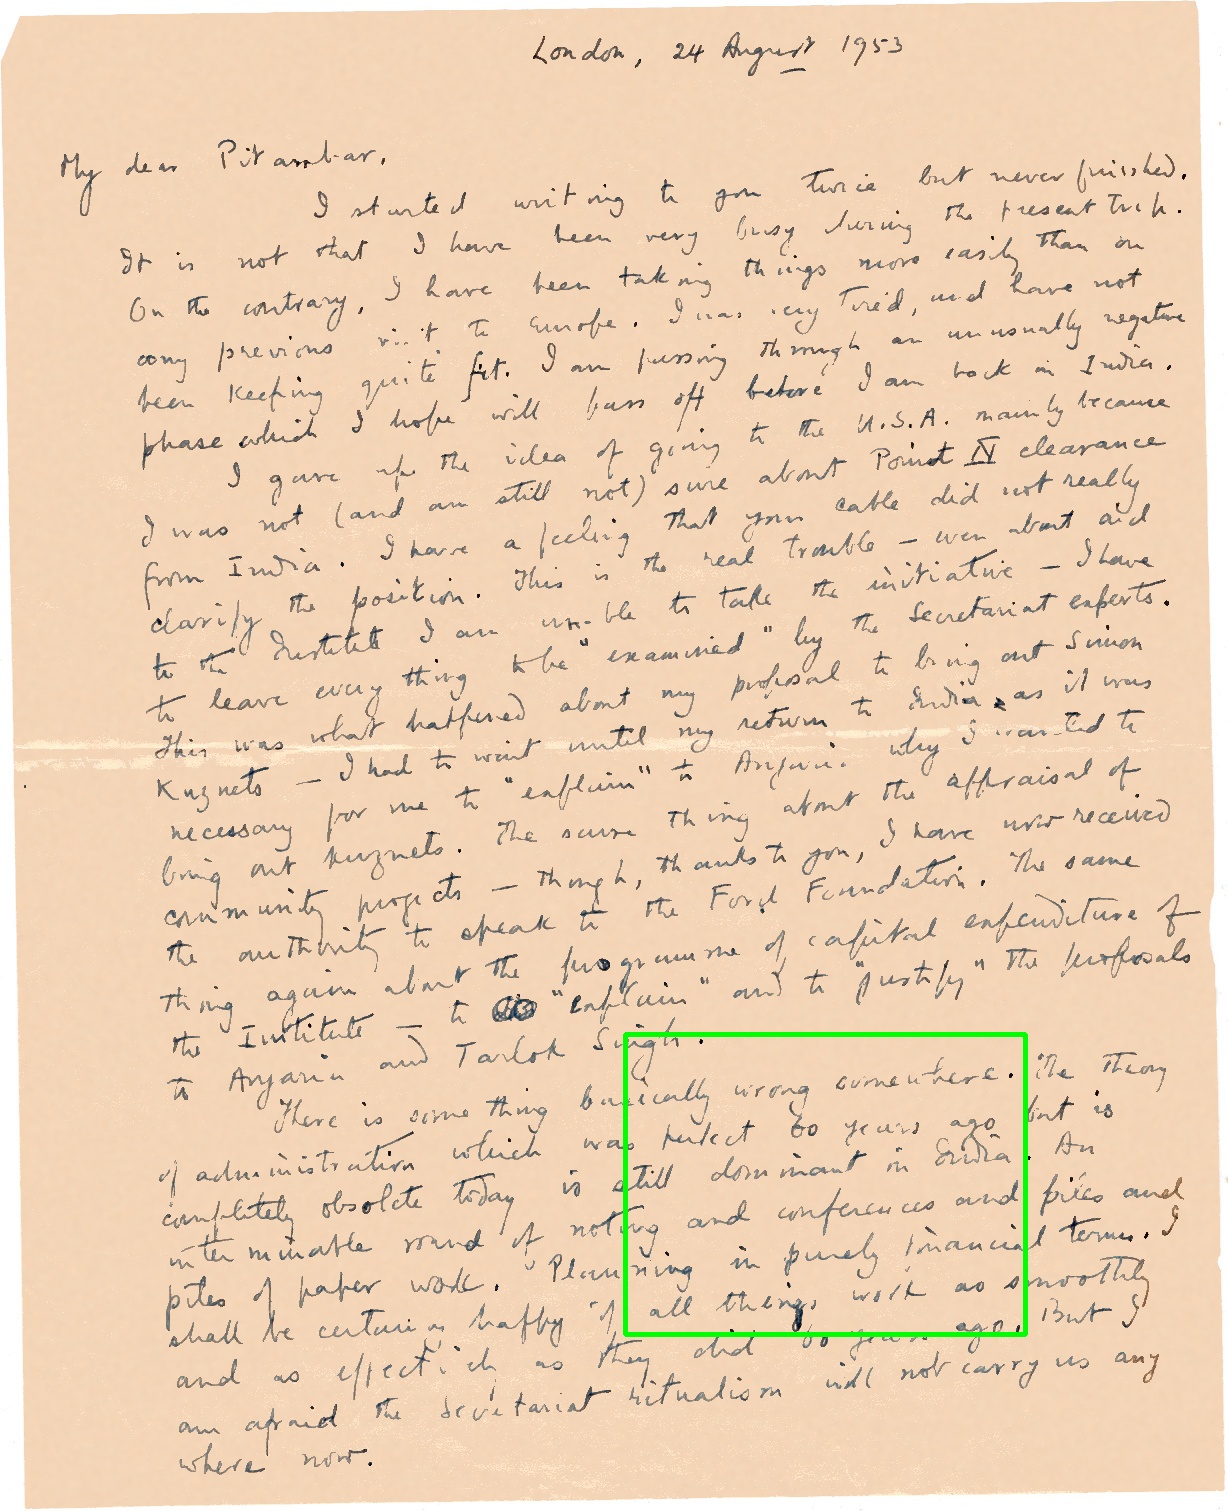 London, 24 August 1953
My dear Pitambar,
I started writing to you twice but never finished.
It is not that I have been very busy during the present trip.
On the contrary, I have been taking things more easily than on
any previous visit to Europe. I was very tired, and have not
been keeping quite fit. I am passing through an unusually negative
phase which I hope will pass off before I am back in India.
I gave up the idea of going to the U.S.A. mainly because
I was not (and am still not) sure about Point IV clearance
from India. I have a feeling that your cable did not really
clarify the position. This is the real trouble – even about aid
to the Institute I am unable to take the initiative – I have
to leave every thing to be "examined" by the Secretariat experts.
This was what happened about my proposal to bring out Simon
Kuznets – I had to wait until my return to India as it was
necessary for me to "explain" to Anjaria why I wanted to
bring out Kuznets. The same thing about the appraisal of
community projects – though, thanks to you, I have now received
the authority to speak to the Ford Foundation. The same
thing again about the programme of capital expenditure of
the Institute – to "explain" and to "justify" the proposals
to Anjaria and Tarlok Singh.
There is some thing basically wrong somewhere. The theory
of administration which was perfect 60 years ago but is
completely obsolete today is still dominant in India. An
interminable round of noting and conferences and files and
piles of paper work. Planning in purely financial terms. I
shall be certainly happy if all things work as smoothly
and as effectively as they did 60 years ago. But I
am afraid the Secretariat ritualism will not carry us any
where now.